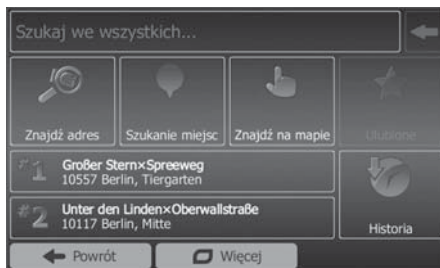 Szukaj we wszystkich...
Znajdź adres
Szukanie miejsc
Znajdź na mapie
Ulubione
#1 Großer Stern×Spreeweg
10557 Berlin, Tiergarten
#2 Unter den Linden×Oberwallstraße
10117 Berlin, Mitte
Historia
Powrót
Więcej